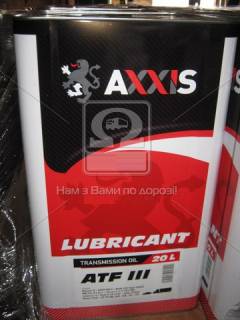 AXXIS
Нам з Вами по дорозі!
LUBRICANT
TRANSMISSION OIL 20 L
ATF III